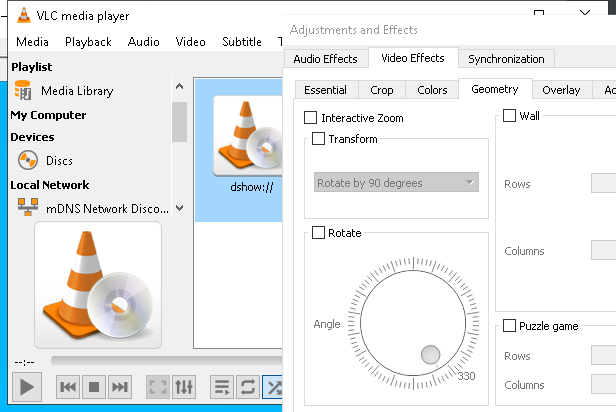 VLC media player
Media Playback Audio Video Subtitle
Playlist
Media Library
My Computer
Devices
Discs
Local Network
mDNS Network Disco...
dshow://
--:--
Adjustments and Effects
Audio Effects Video Effects Synchronization
Essential Crop Colors Geometry Overlay
Interactive Zoom
Transform
Rotate by 90 degrees
Rotate
Angle
330
Wall
Rows
Columns
Puzzle game
Rows
Columns